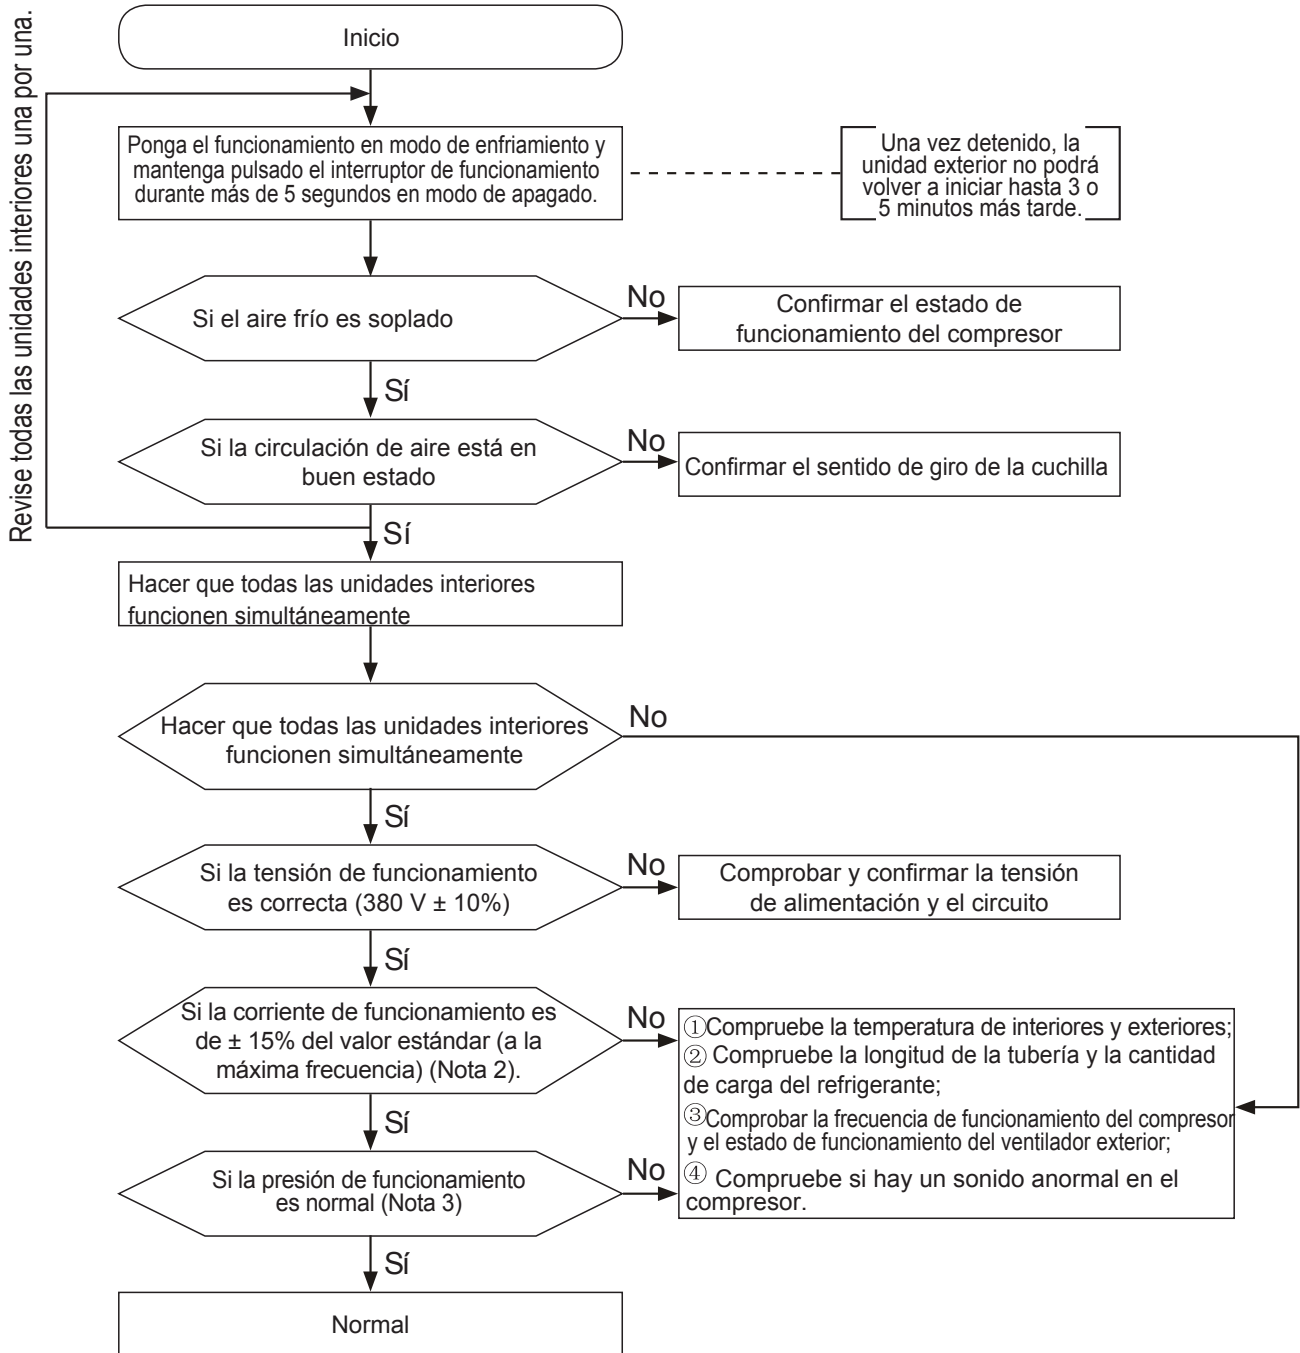 Revise todas las unidades interiores una por una.
Inicio
Ponga el funcionamiento en modo de enfriamiento y
mantenga pulsado el interruptor de funcionamiento
durante más de 5 segundos en modo de apagado.
Una vez detenido, la
unidad exterior no podrá
volver a iniciar hasta 3 o
5 minutos más tarde.
Si el aire frío es soplado
No
Confirmar el estado de
funcionamiento del compresor
Sí
Si la circulación de aire está en
buen estado
No
Confirmar el sentido de giro de la cuchilla
Sí
Hacer que todas las unidades interiores
funcionen simultáneamente
Hacer que todas las unidades interiores
funcionen simultáneamente
No
Sí
Si la tensión de funcionamiento
es correcta (380 V ± 10%)
No
Comprobar y confirmar la tensión
de alimentación y el circuito
Sí
Si la corriente de funcionamiento es
de ± 15% del valor estándar (a la
máxima frecuencia) (Nota 2).
No
①Compruebe la temperatura de interiores y exteriores;
② Compruebe la longitud de la tubería y la cantidad
de carga del refrigerante;
③Comprobar la frecuencia de funcionamiento del compresor
y el estado de funcionamiento del ventilador exterior;
④ Compruebe si hay un sonido anormal en el
compresor.
Sí
Si la presión de funcionamiento
es normal (Nota 3)
No
Sí
Normal